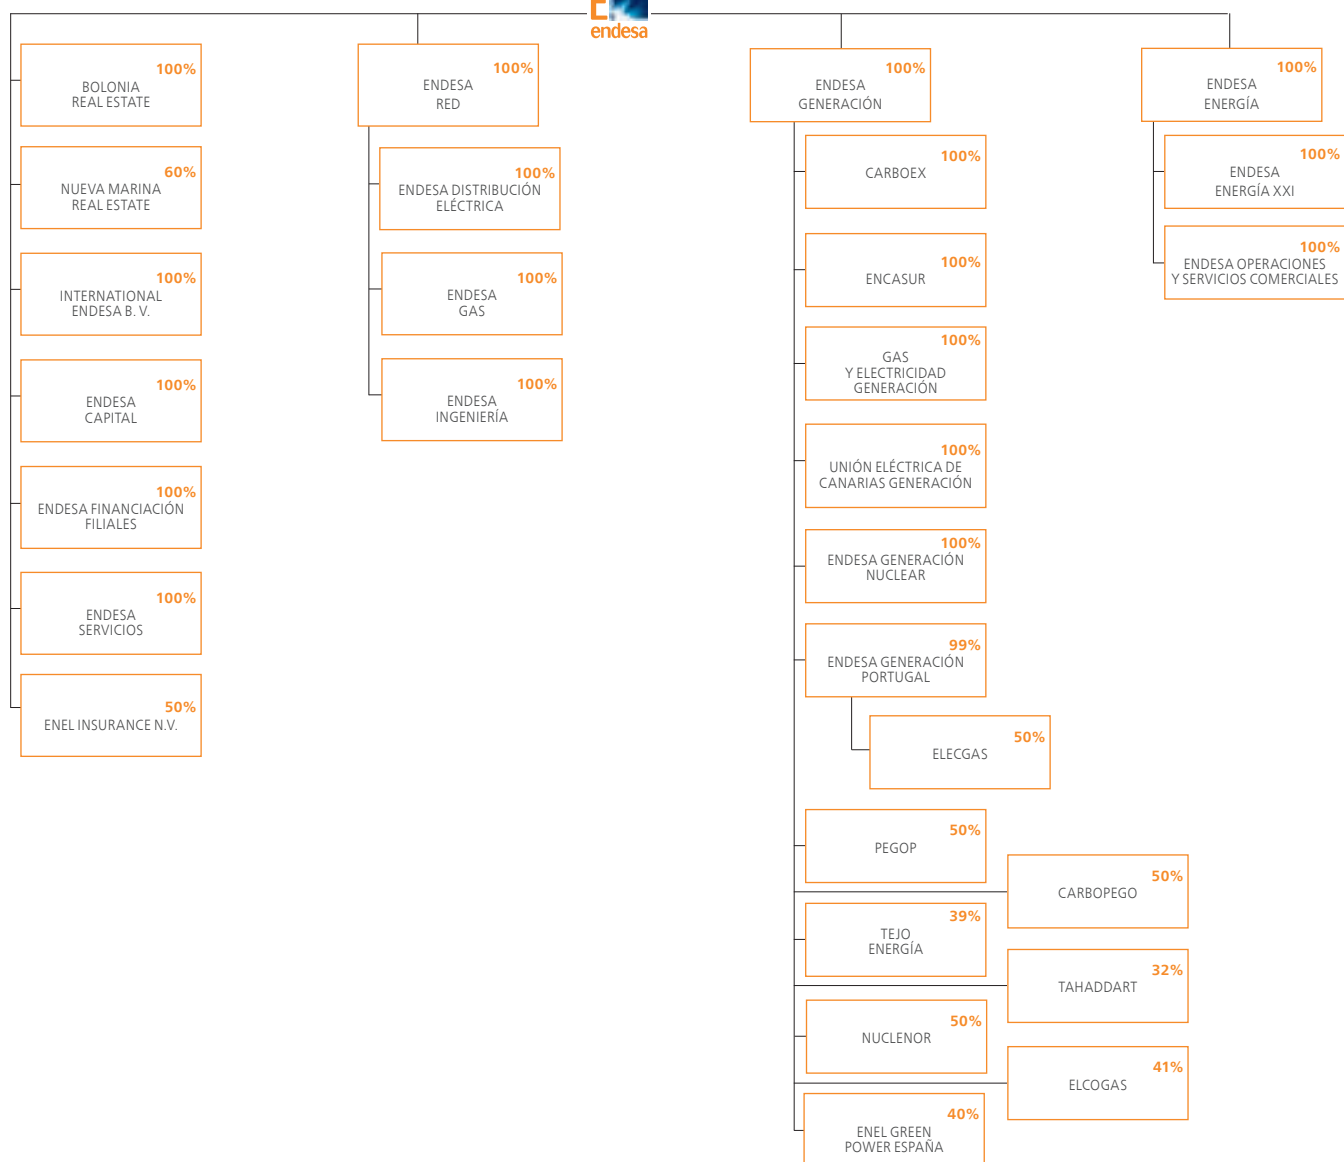 endesa
100%
BOLONIA
REAL ESTATE
60%
NUEVA MARINA
REAL ESTATE
100%
INTERNATIONAL
ENDESA B. V.
100%
ENDESA
CAPITAL
100%
ENDESA FINANCIACIÓN
FILIALES
100%
ENDESA
SERVICIOS
50%
ENEL INSURANCE N.V.
100%
ENDESA
RED
100%
ENDESA DISTRIBUCIÓN
ELÉCTRICA
100%
ENDESA
GAS
100%
ENDESA
INGENIERÍA
100%
ENDESA
GENERACIÓN
100%
CARBOEX
100%
ENCASUR
100%
GAS
Y ELECTRICIDAD
GENERACIÓN
100%
UNIÓN ELÉCTRICA DE
CANARIAS GENERACIÓN
100%
ENDESA GENERACIÓN
NUCLEAR
99%
ENDESA GENERACIÓN
PORTUGAL
50%
ELECGAS
50%
PEGOP
50%
CARBOPEGO
39%
TEJO
ENERGÍA
32%
TAHADDART
50%
NUCLENOR
41%
ELCOGAS
40%
ENEL GREEN
POWER ESPAÑA
100%
ENDESA
ENERGÍA
100%
ENDESA
ENERGÍA XXI
100%
ENDESA OPERACIONES
Y SERVICIOS COMERCIALES